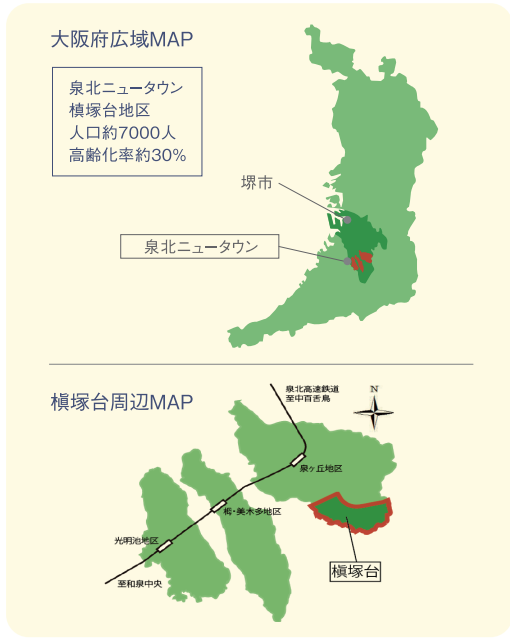 大阪府広域MAP
泉北ニュータウン
槙塚台地区
人口約7000人
高齢化率約30%
堺市
泉北ニュータウン
槇塚台周辺MAP
泉北高速鉄道
至中百舌鳥
N
泉ヶ丘地区
栂・美木多地区
光明池地区
槇塚台
至和泉中央